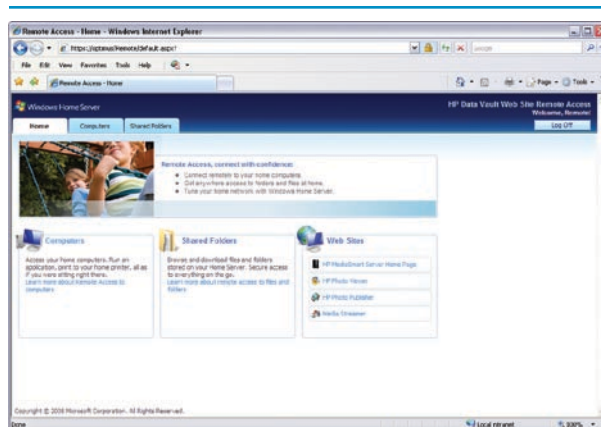 Remote Access - Home - Windows Internet Explorer
https://optimus/Remote/default.aspx?
File Edit View Favorites Tools Help
Remote Access - Home
Page Tools
Windows Home Server
HP Data Vault Web Site Remote Access
Welcome, Remote!
Home Computers Shared Folders
Log Off
Remote Access, connect with confidence:
Connect remotely to your home computers.
Get anywhere access to folders and files at home.
Tune your home network with Windows Home Server.
Computers
Access your home computers. Run an
application, print to your home printer, all as
if you were sitting right there.
Learn more about Remote Access to
computers
Shared Folders
Browse and download files and folders
stored on your Home Server. Secure access
to everything on the go.
Learn more about remote access to files and
folders
Web Sites
HP MediaSmart Server Home Page
HP Photo Viewer
HP Photo Publisher
Media Streamer
Copyright © 2008 Microsoft Corporation. All Rights Reserved.
Done
Local intranet
100%